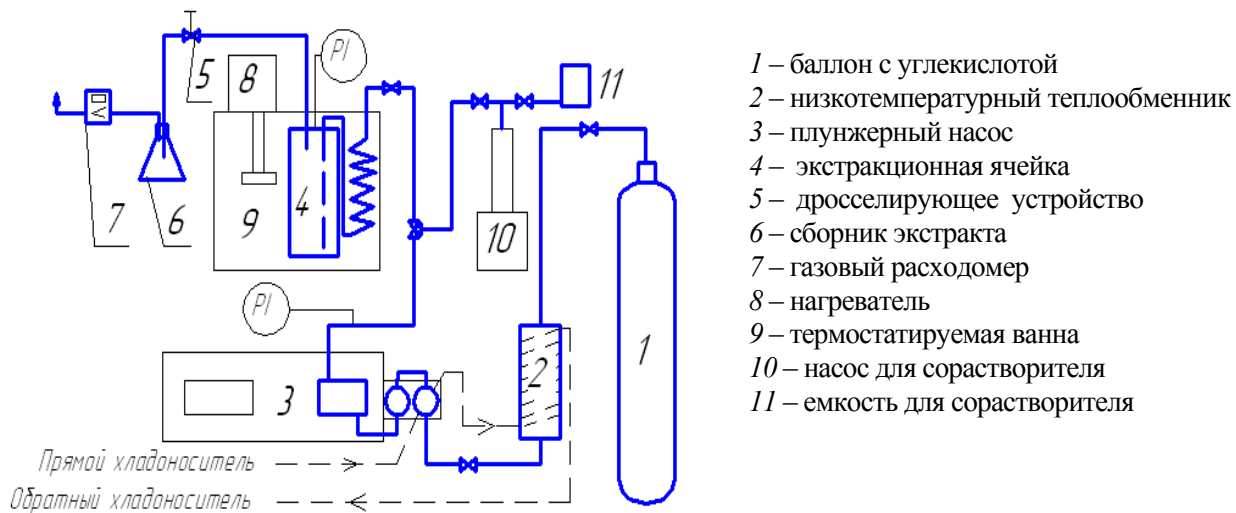 PI
5
8
11
7
6
9
4
10
PI
3
2
1
Прямой хладоноситель
Обратный хладоноситель
1 – баллон с углекислотой
2 – низкотемпературный теплообменник
3 – плунжерный насос
4 – экстракционная ячейка
5 – дросселирующее устройство
6 – сборник экстракта
7 – газовый расходомер
8 – нагреватель
9 – термостатируемая ванна
10 – насос для сорастворителя
11 – емкость для сорастворителя